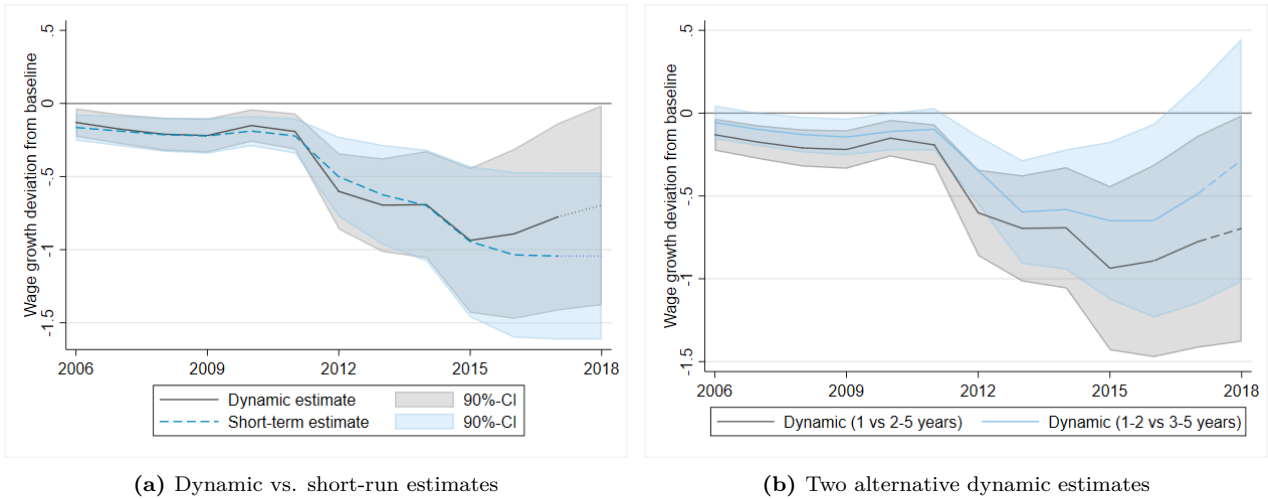 Wage growth deviation from baseline
.5
0
-.5
-1
-1.5
2006 2009 2012 2015 2018
Dynamic estimate 90%-CI
Short-term estimate 90%-CI
(a) Dynamic vs. short-run estimates
Wage growth deviation from baseline
.5
0
-.5
-1
-1.5
2006 2009 2012 2015 2018
Dynamic (1 vs 2-5 years) Dynamic (1-2 vs 3-5 years)
(b) Two alternative dynamic estimates